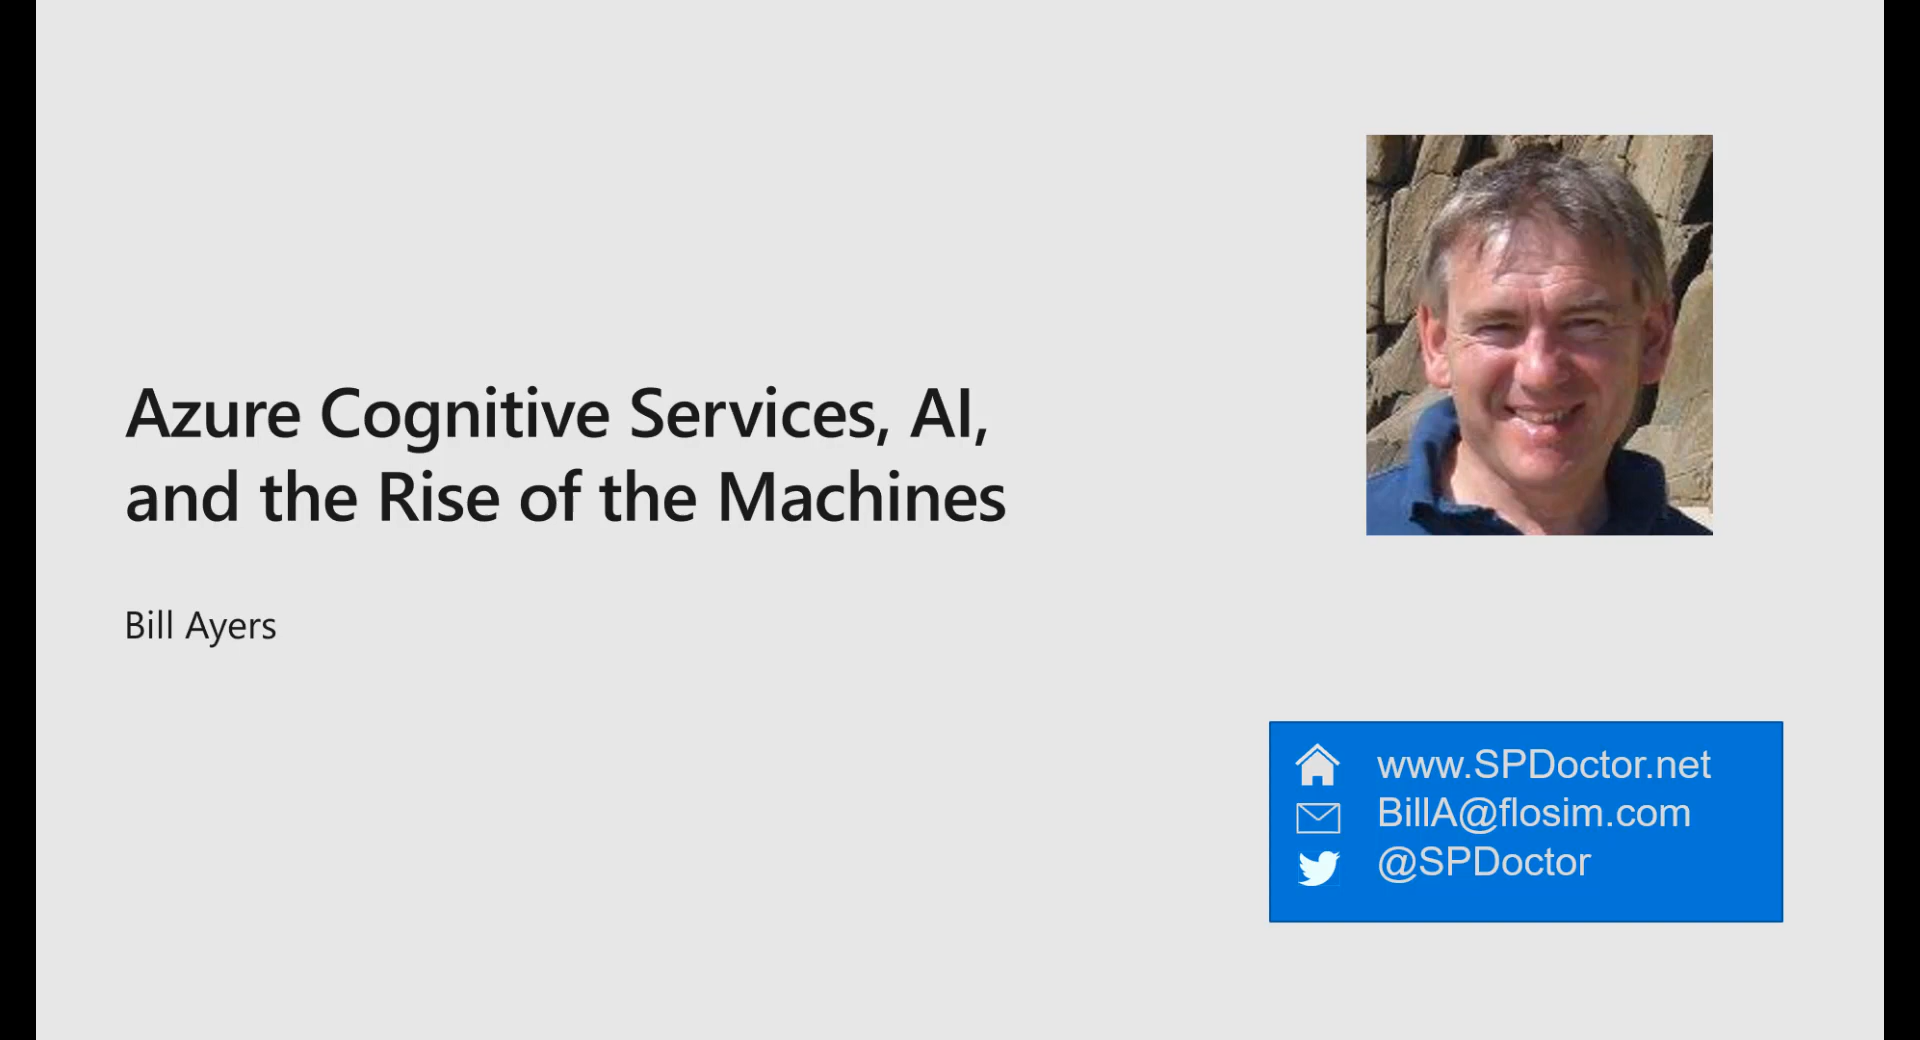 Azure Cognitive Services, AI,
and the Rise of the Machines
Bill Ayers
www.SPDoctor.net
BillA@flosim.com
@SPDoctor